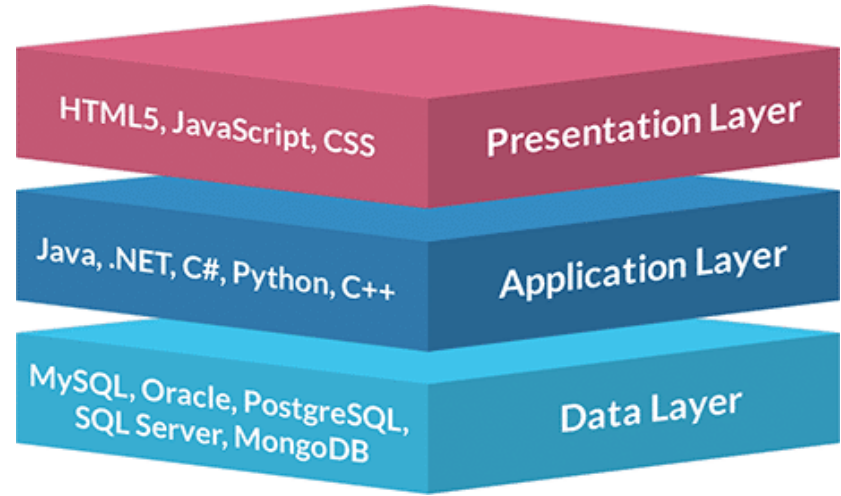 HTML5, JavaScript, CSS
Presentation Layer
Java, .NET, C#, Python, C++
Application Layer
MySQL, Oracle, PostgreSQL,
SQL Server, MongoDB
Data Layer